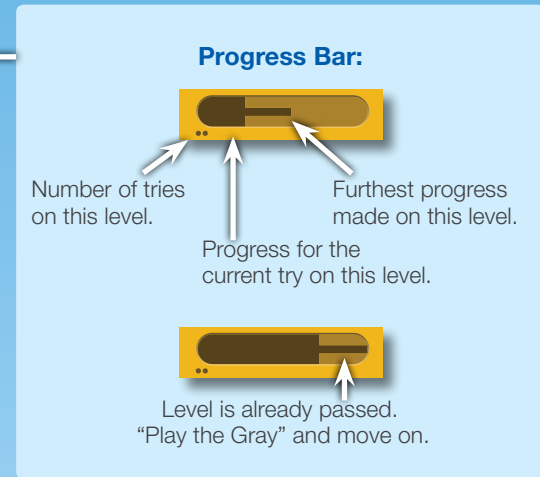 Progress Bar:
Number of tries
on this level.
Furthest progress
made on this level.
Progress for the
current try on this level.
Level is already passed.
“Play the Gray” and move on.